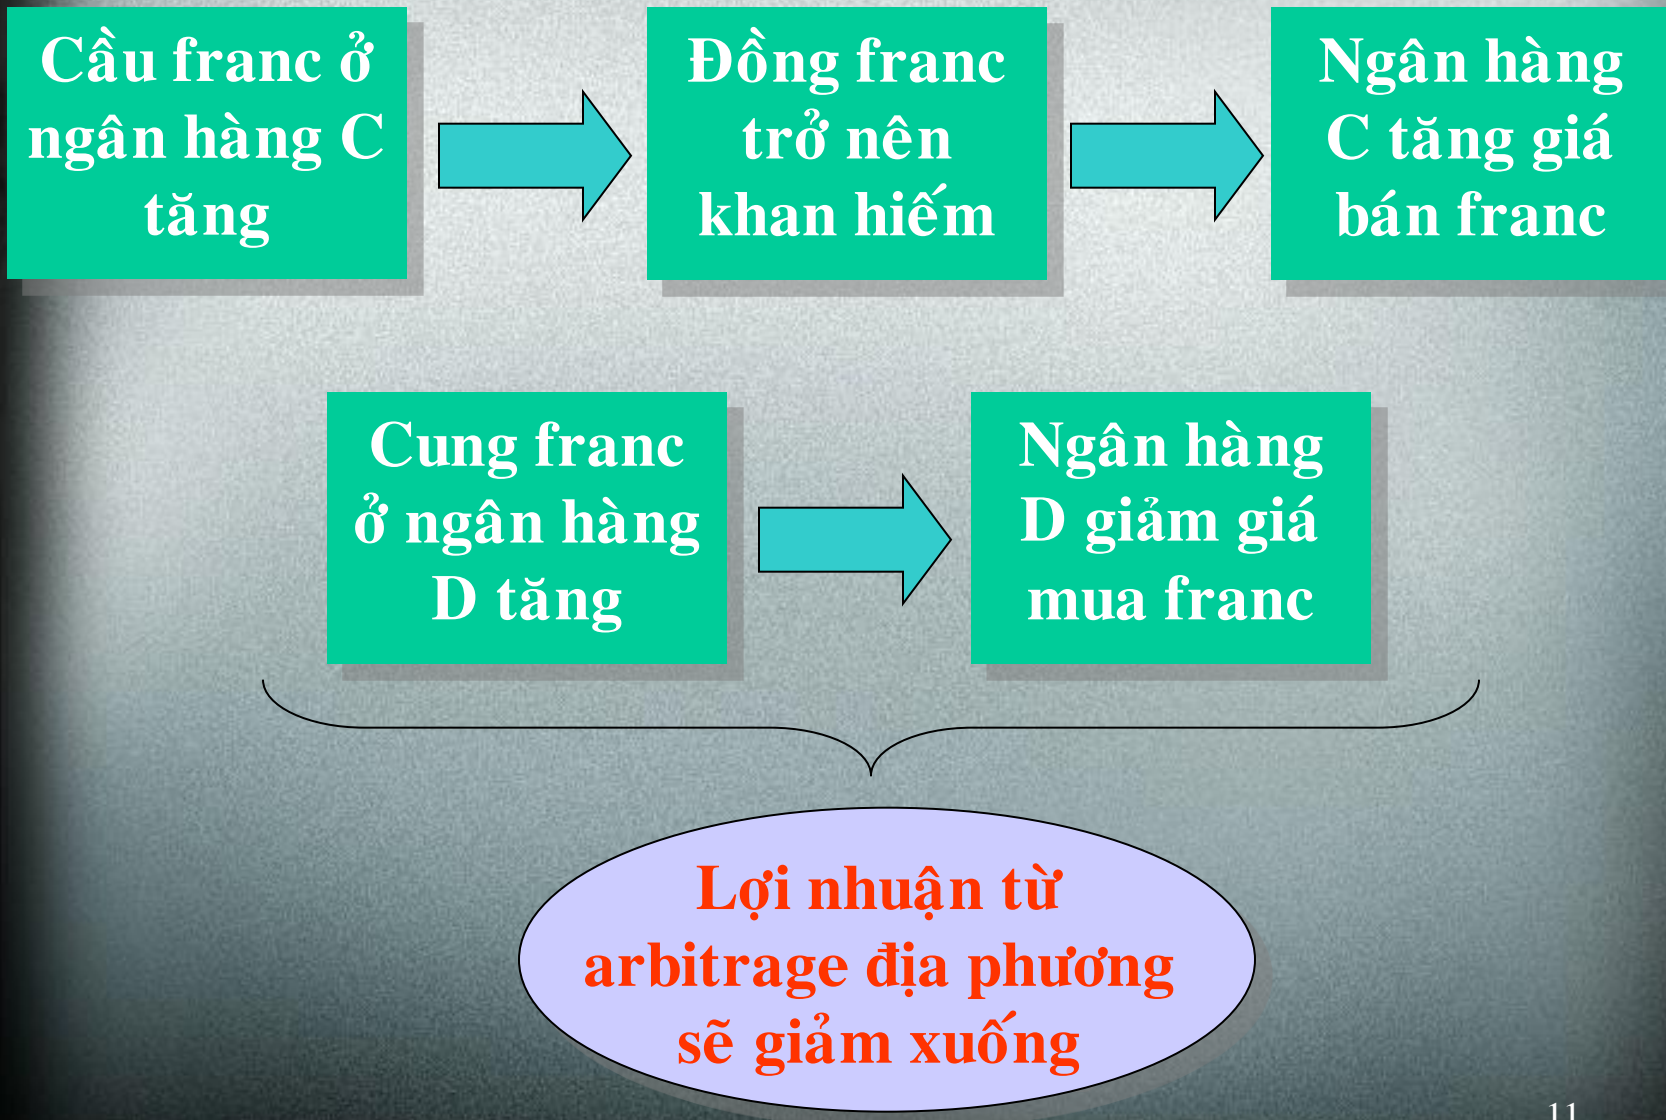 Cầu franc ở
ngân hàng C
tăng
Đồng franc
trở nên
khan hiếm
Ngân hàng
C tăng giá
bán franc
Cung franc
ở ngân hàng
D tăng
Ngân hàng
D giảm giá
mua franc
Lợi nhuận từ
arbitrage địa phương
sẽ giảm xuống
11